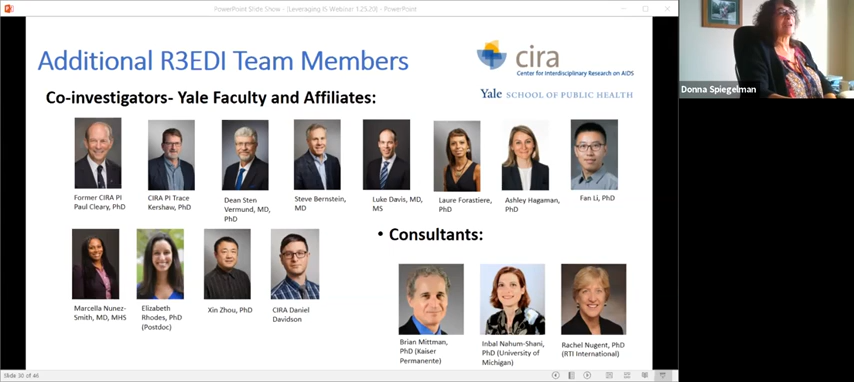 PowerPoint Slide Show - [Leveraging IS Webinar 1.25.20] - PowerPoint
Additional R3EDI Team Members
cira
Center for Interdisciplinary Research on AIDS
Yale SCHOOL OF PUBLIC HEALTH
Co-investigators- Yale Faculty and Affiliates:
Former CIRA PI
Paul Cleary, PhD
CIRA PI Trace
Kershaw, PhD
Dean Sten
Vermund, MD,
PhD
Steve Bernstein,
MD
Luke Davis, MD,
MS
Laure Forastiere,
PhD
Ashley Hagaman,
PhD
Fan Li, PhD
• Consultants:
Marcella Nunez-
Smith, MD, MHS
Elizabeth
Rhodes, PhD
(Postdoc)
Xin Zhou, PhD
CIRA Daniel
Davidson
Brian Mittman,
PhD (Kaiser
Permanente)
Inbal Nahum-Shani,
PhD (University of
Michigan)
Rachel Nugent, PhD
(RTI International)
Slide 30 of 46
Donna Spiegelman